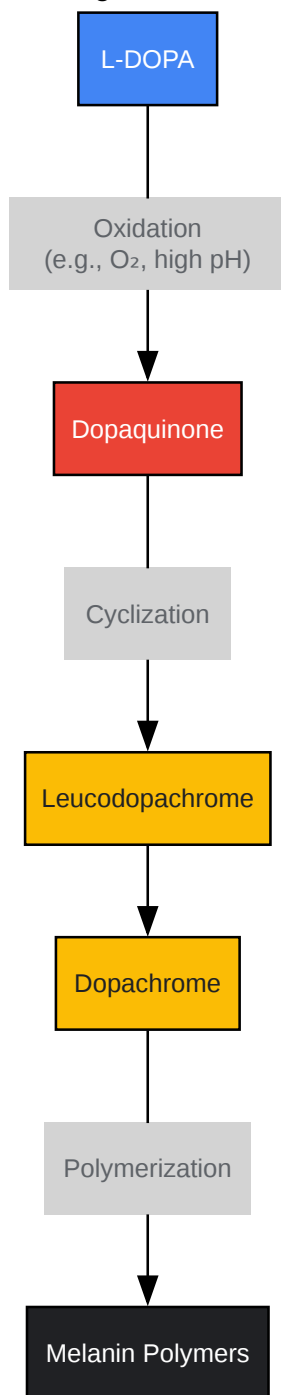 L-DOPA
Oxidation
(e.g., O₂, high pH)
Dopaquinone
Cyclization
Leucodopachrome
Dopachrome
Polymerization
Melanin Polymers